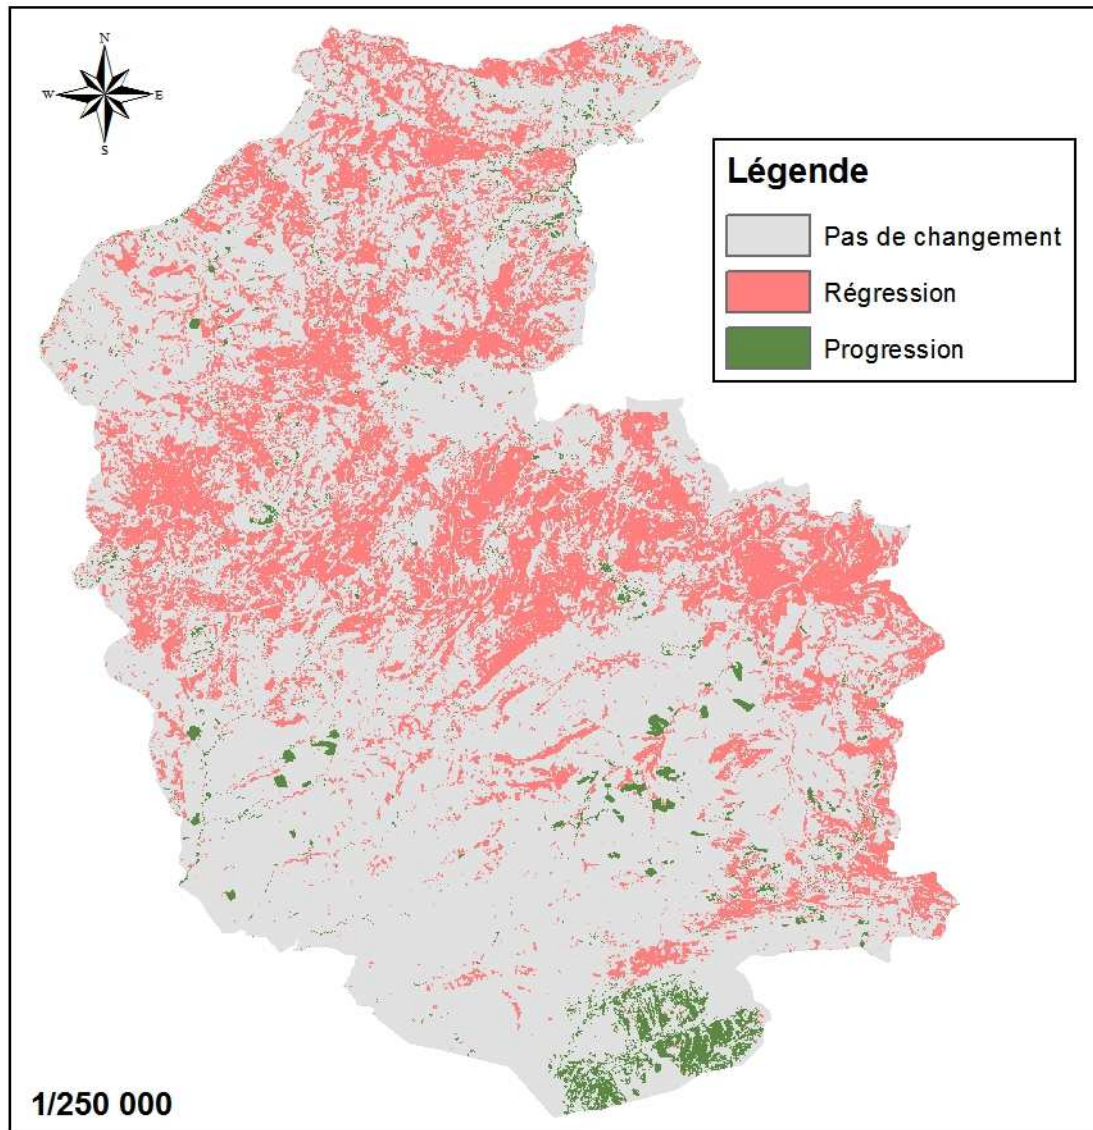 N
W E
S
Légende
Pas de changement
Régression
Progression
1/250 000